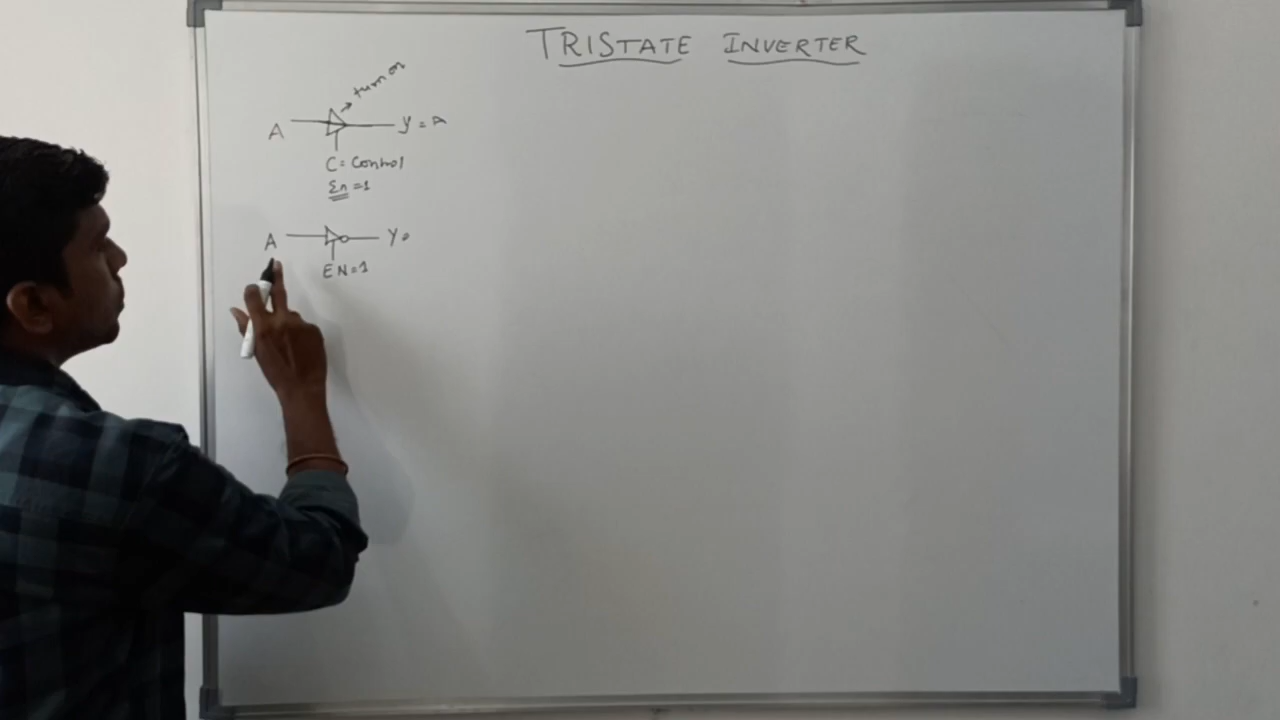 TRISTATE INVERTER
→ turn on
A y = A
C = Control
En = 1
A y
EN = 1